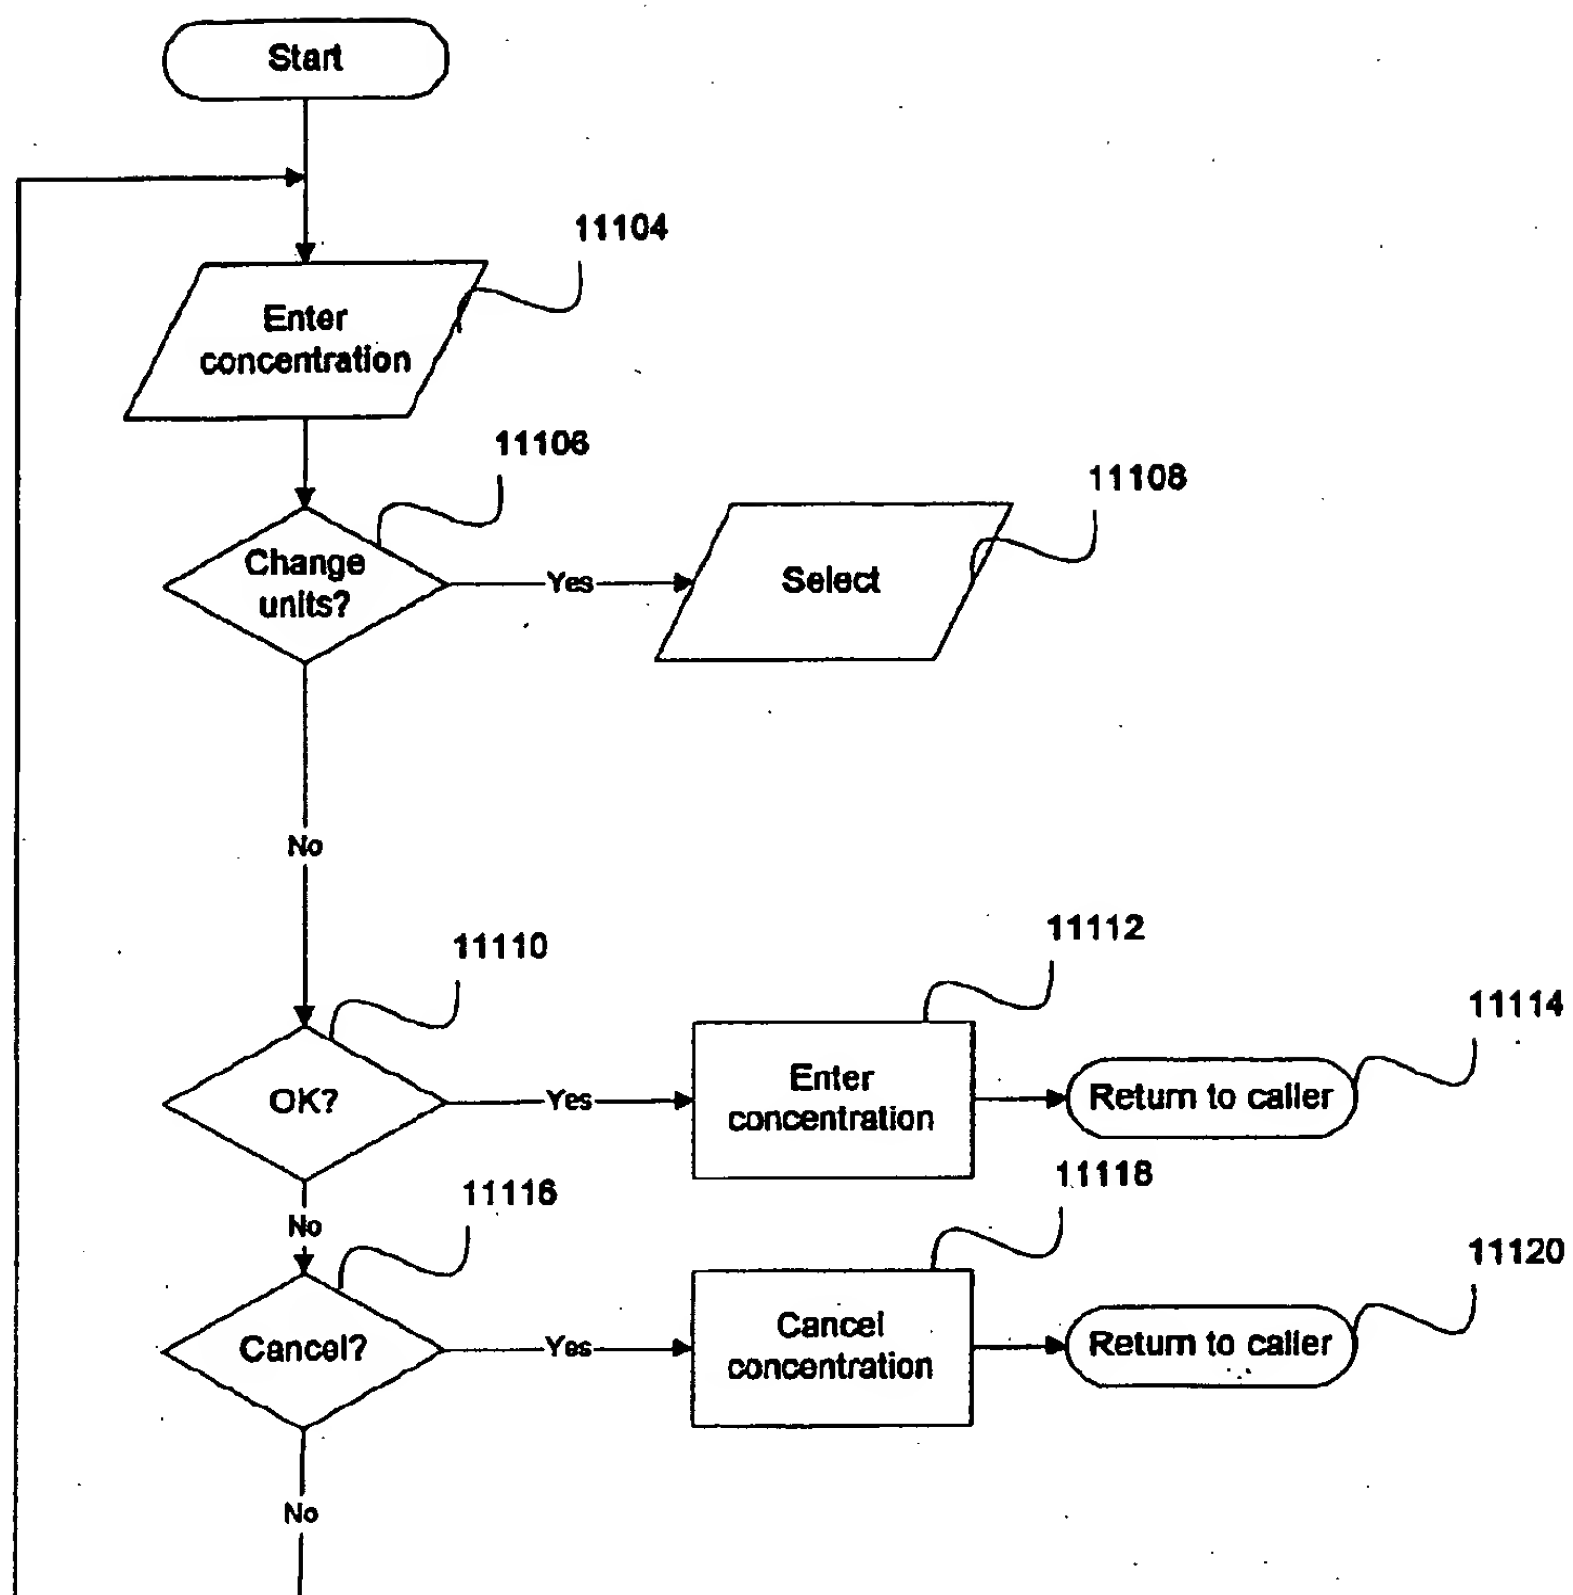 Start
11104
Enter
concentration
11106
Change
units?
Yes
11108
Select
No
11110
OK?
Yes
11112
Enter
concentration
11114
Return to caller
No
11116
Cancel?
Yes
11118
Cancel
concentration
11120
Return to caller
No